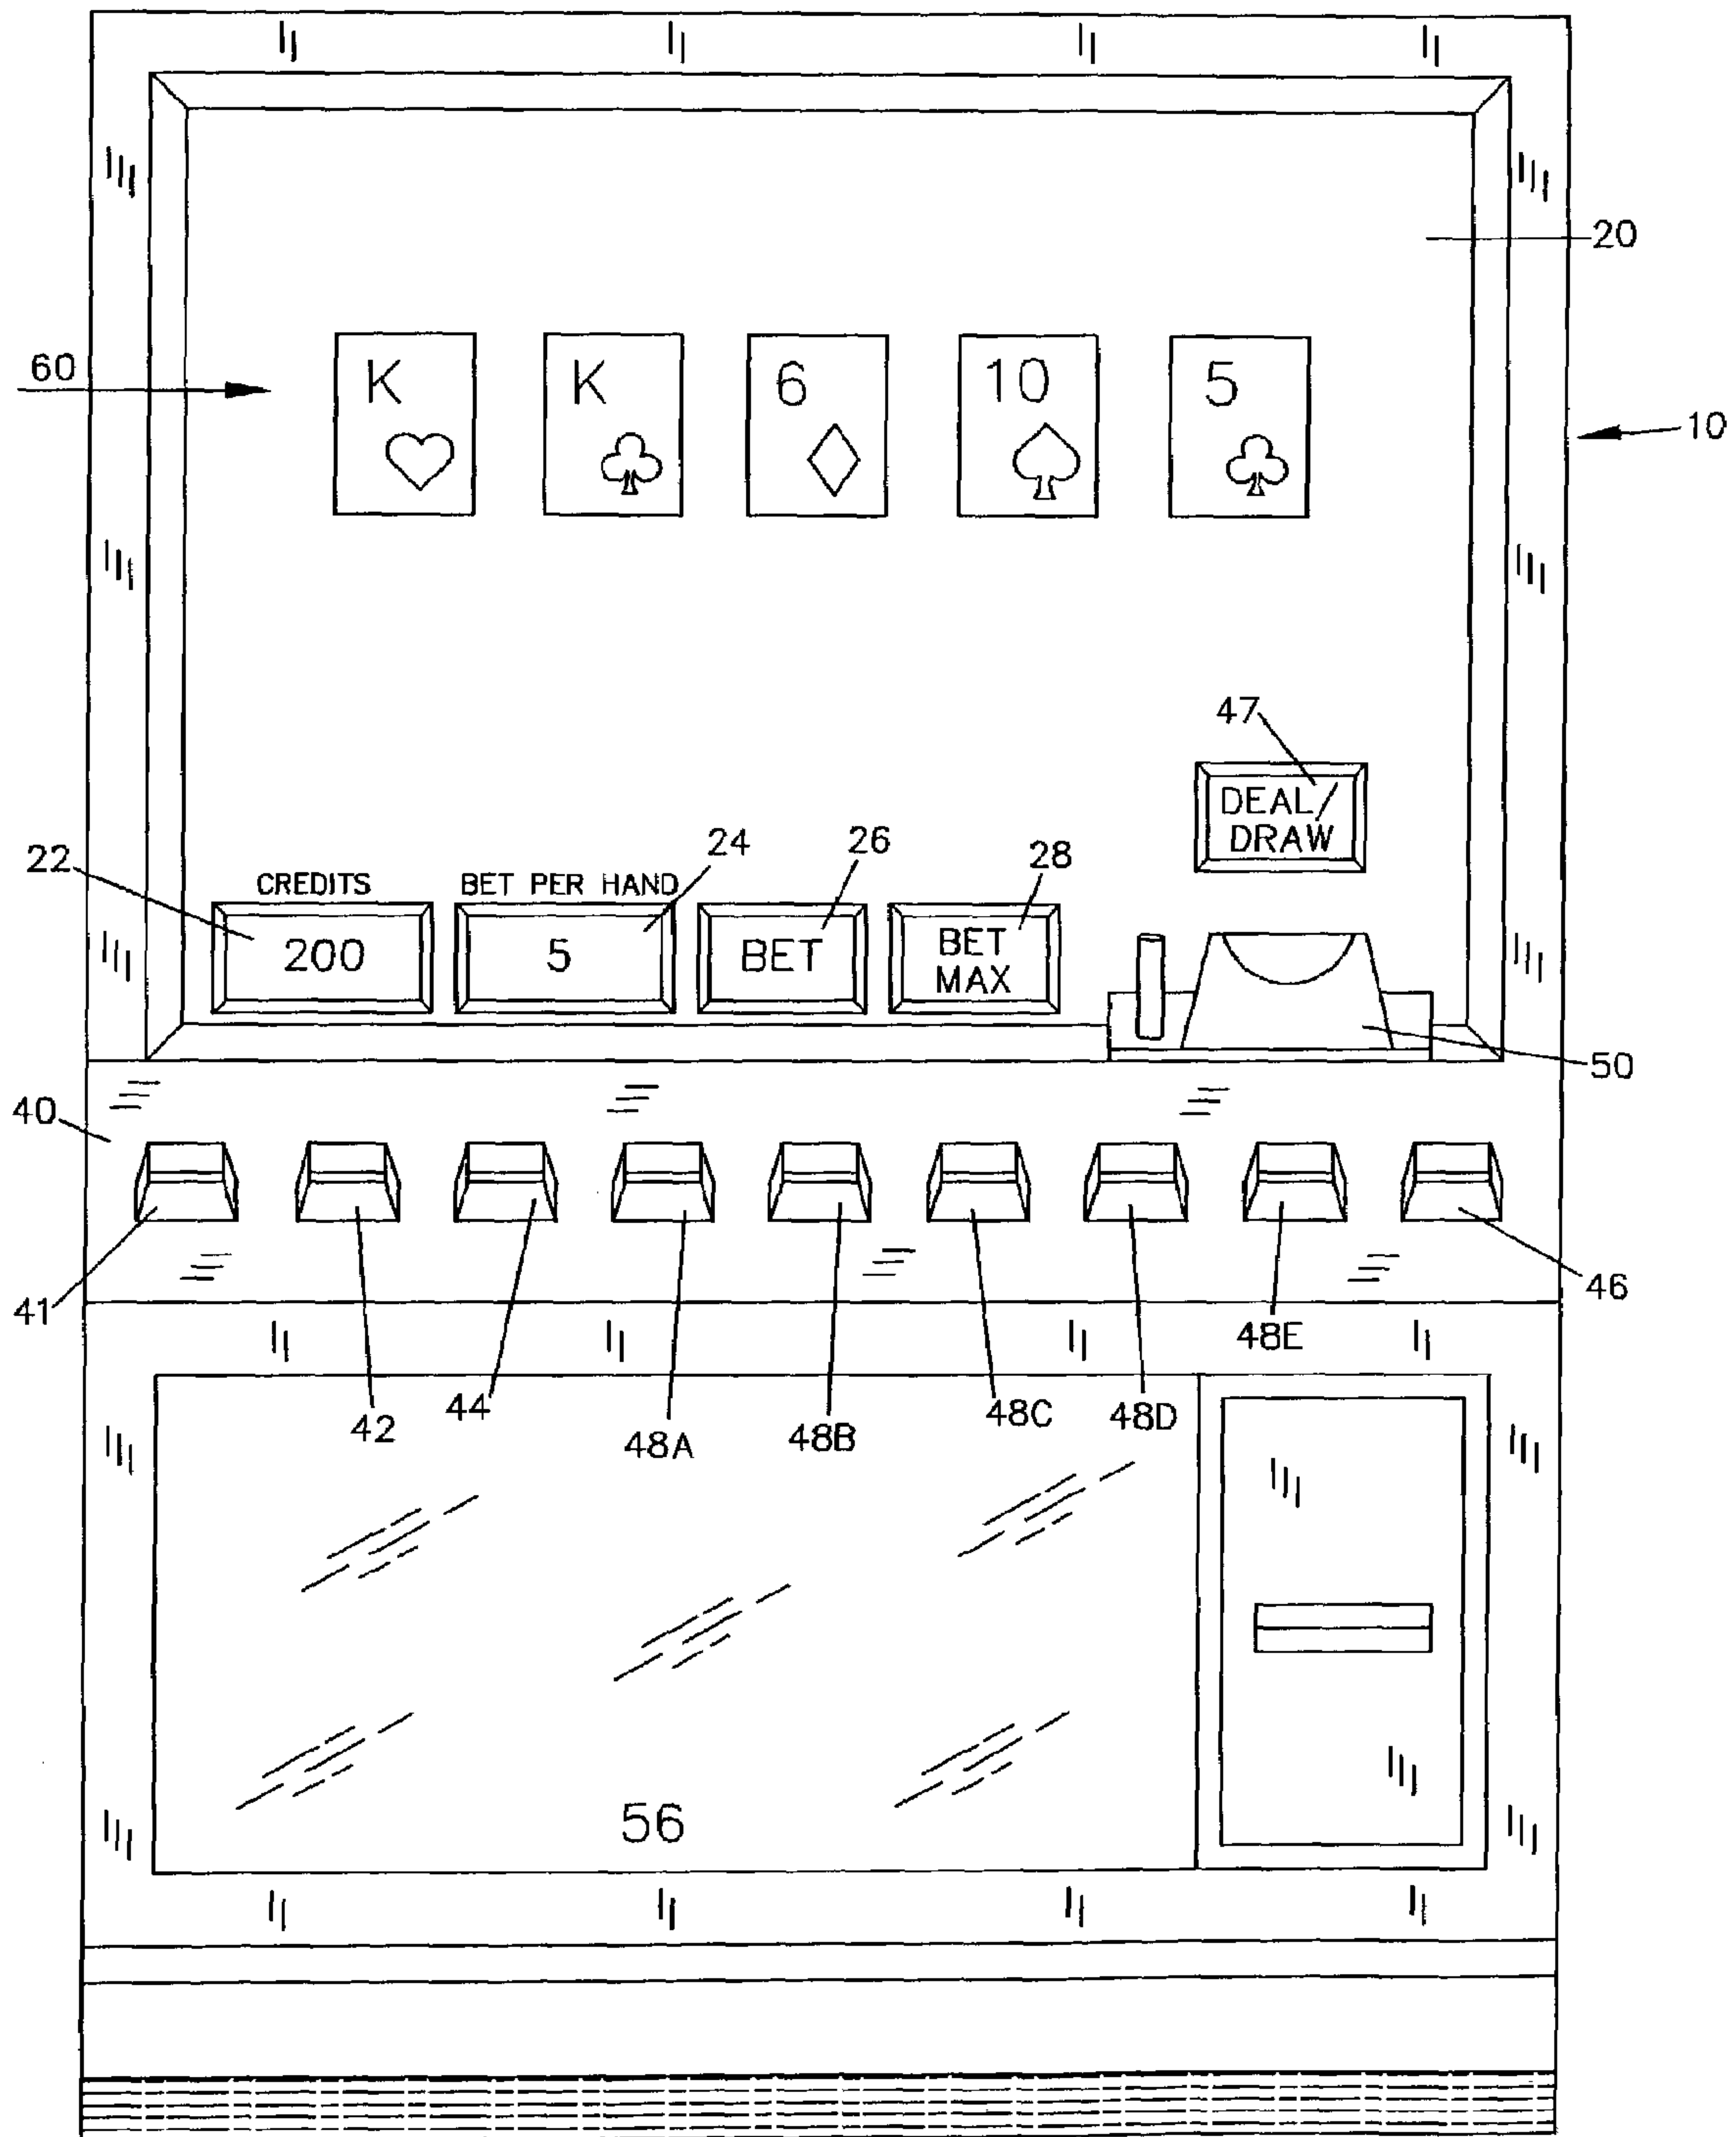 20
60
K K 6 10 5
10
47
DEAL/
DRAW
24 26 28
22
CREDITS BET PER HAND
200 5 BET BET
MAX
50
40
41 46
48E
42 44 48A 48B 48C 48D
56